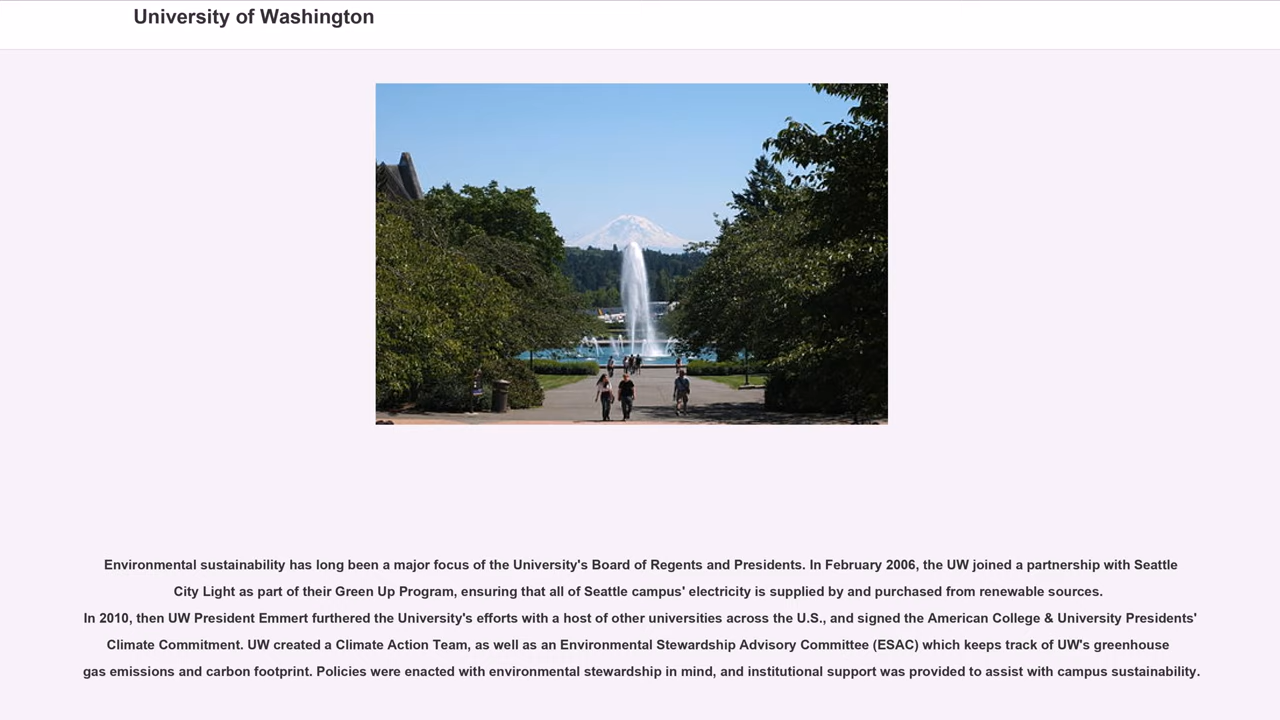 University of Washington
Environmental sustainability has long been a major focus of the University's Board of Regents and Presidents. In February 2006, the UW joined a partnership with Seattle
City Light as part of their Green Up Program, ensuring that all of Seattle campus' electricity is supplied by and purchased from renewable sources.
In 2010, then UW President Emmert furthered the University's efforts with a host of other universities across the U.S., and signed the American College & University Presidents'
Climate Commitment. UW created a Climate Action Team, as well as an Environmental Stewardship Advisory Committee (ESAC) which keeps track of UW's greenhouse
gas emissions and carbon footprint. Policies were enacted with environmental stewardship in mind, and institutional support was provided to assist with campus sustainability.